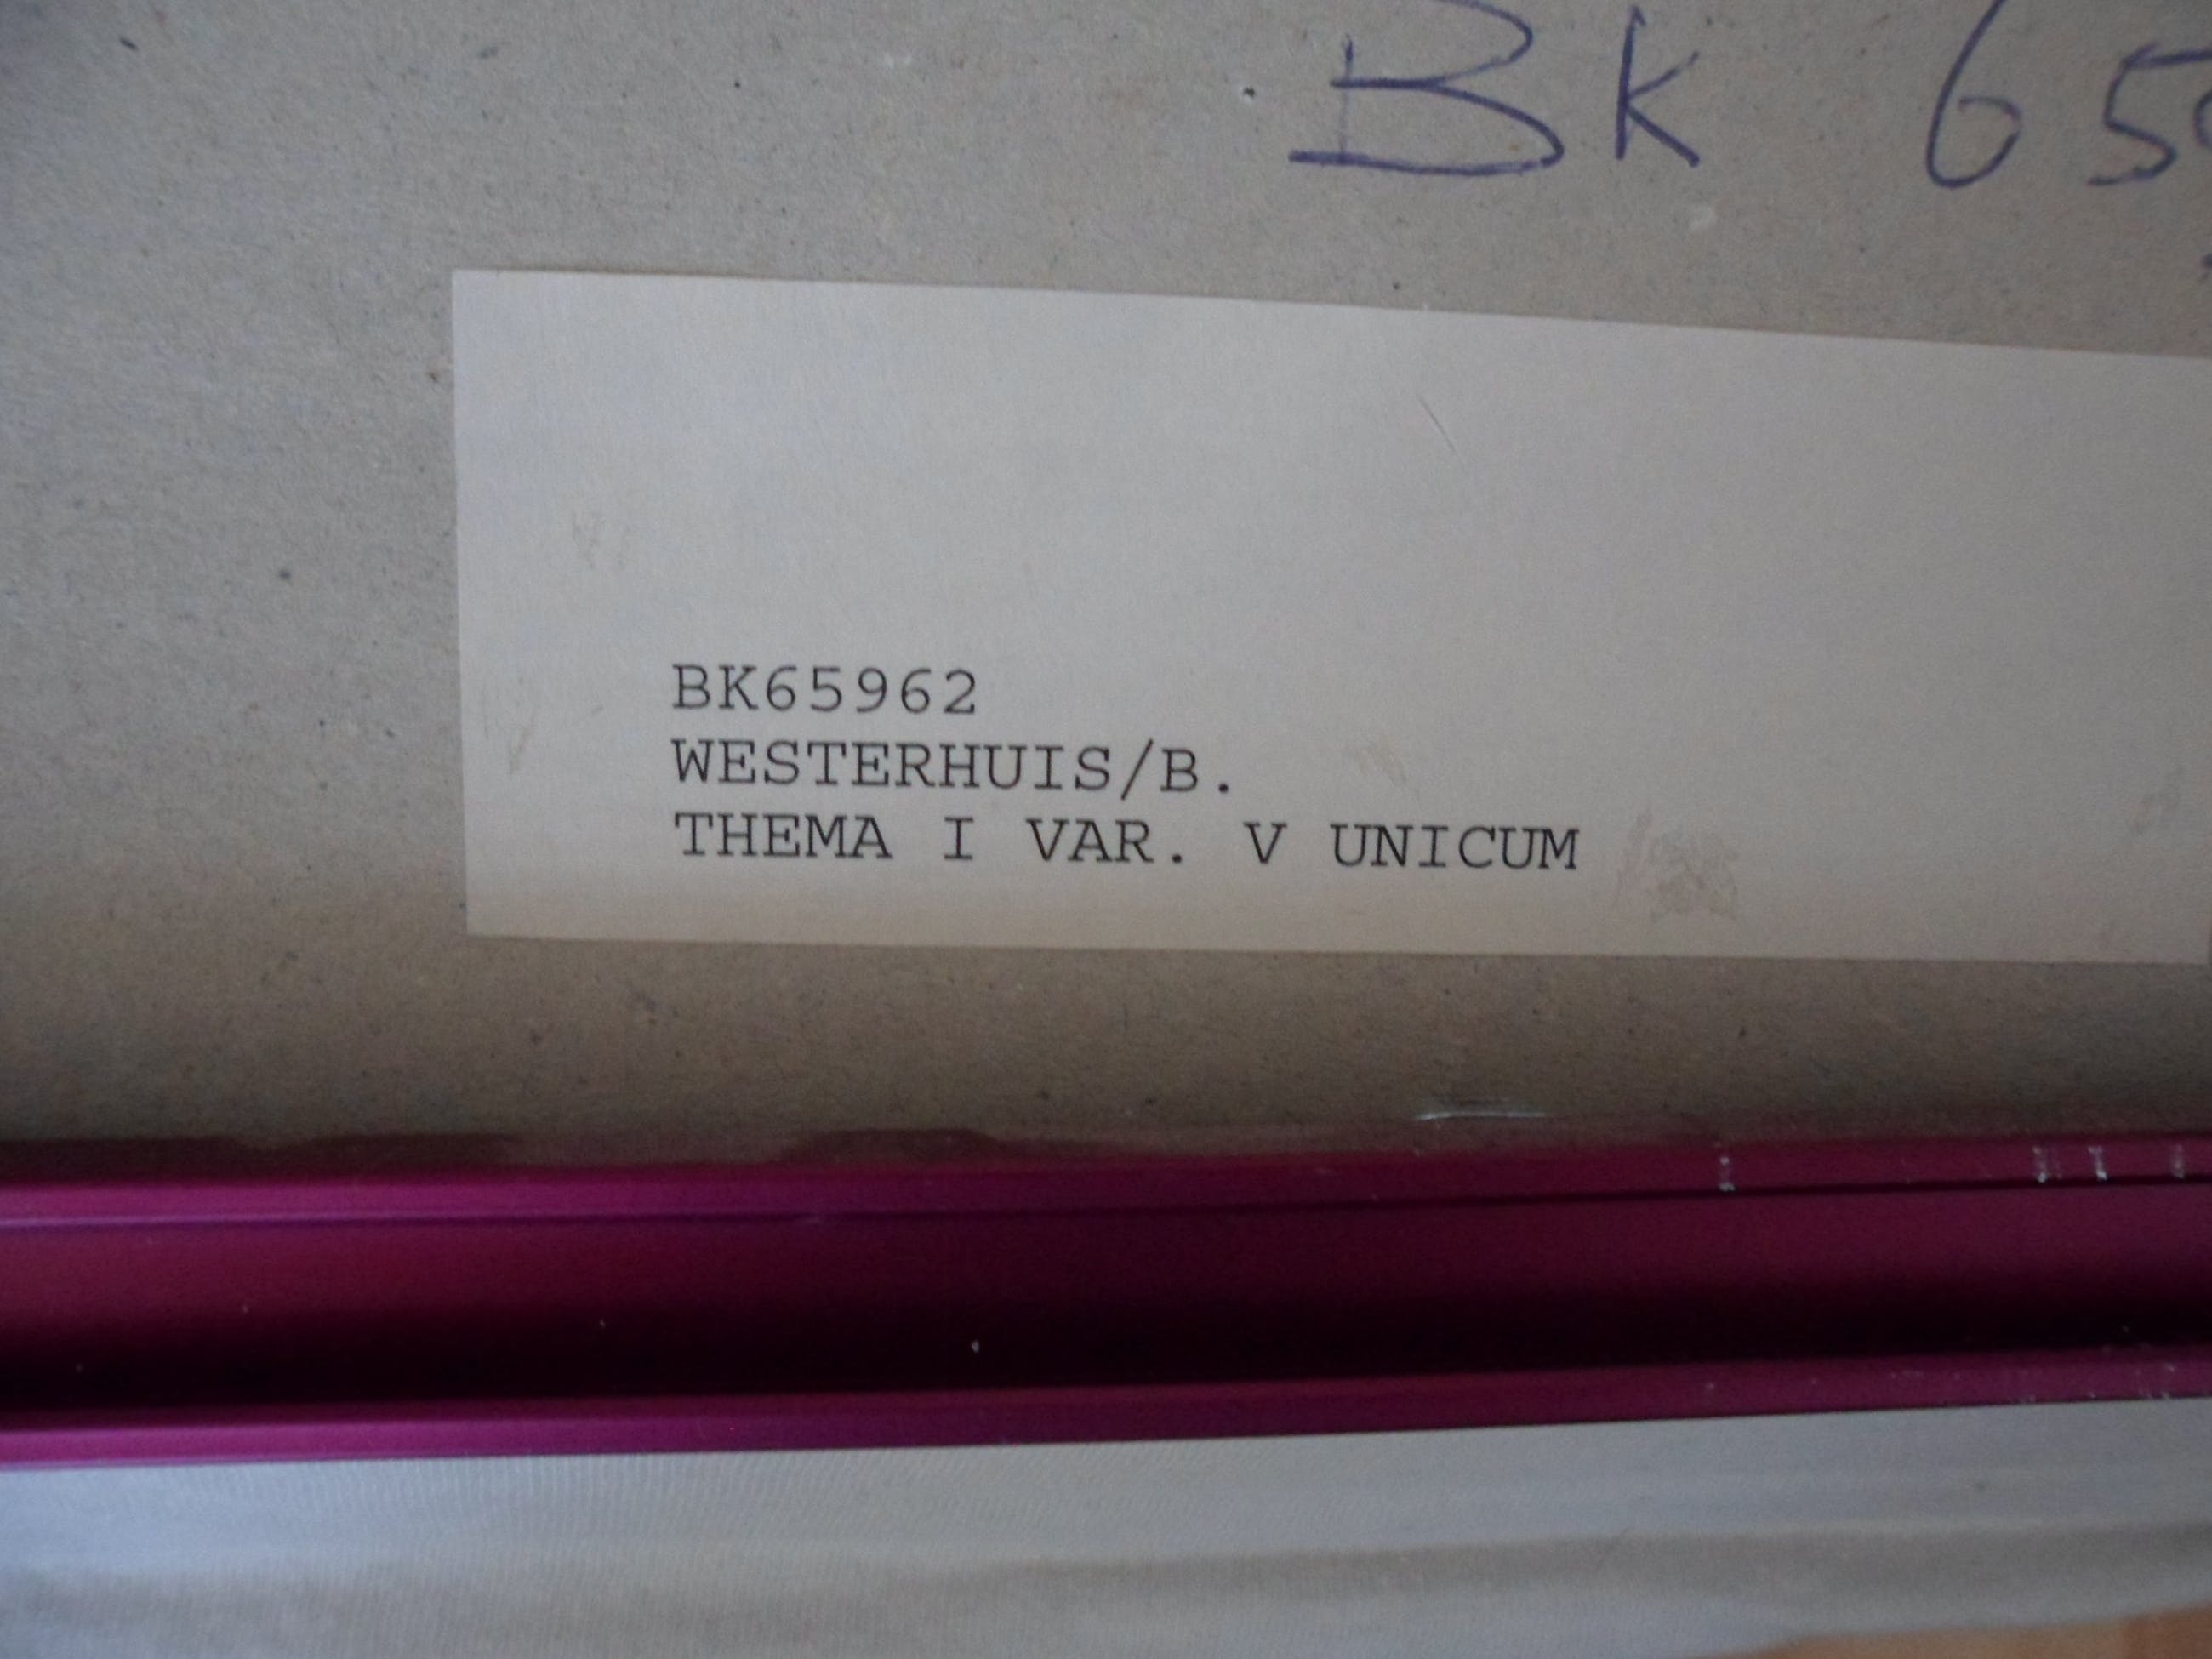 BK 65
BK65962
WESTERHUIS/B.
THEMA I VAR. V UNICUM